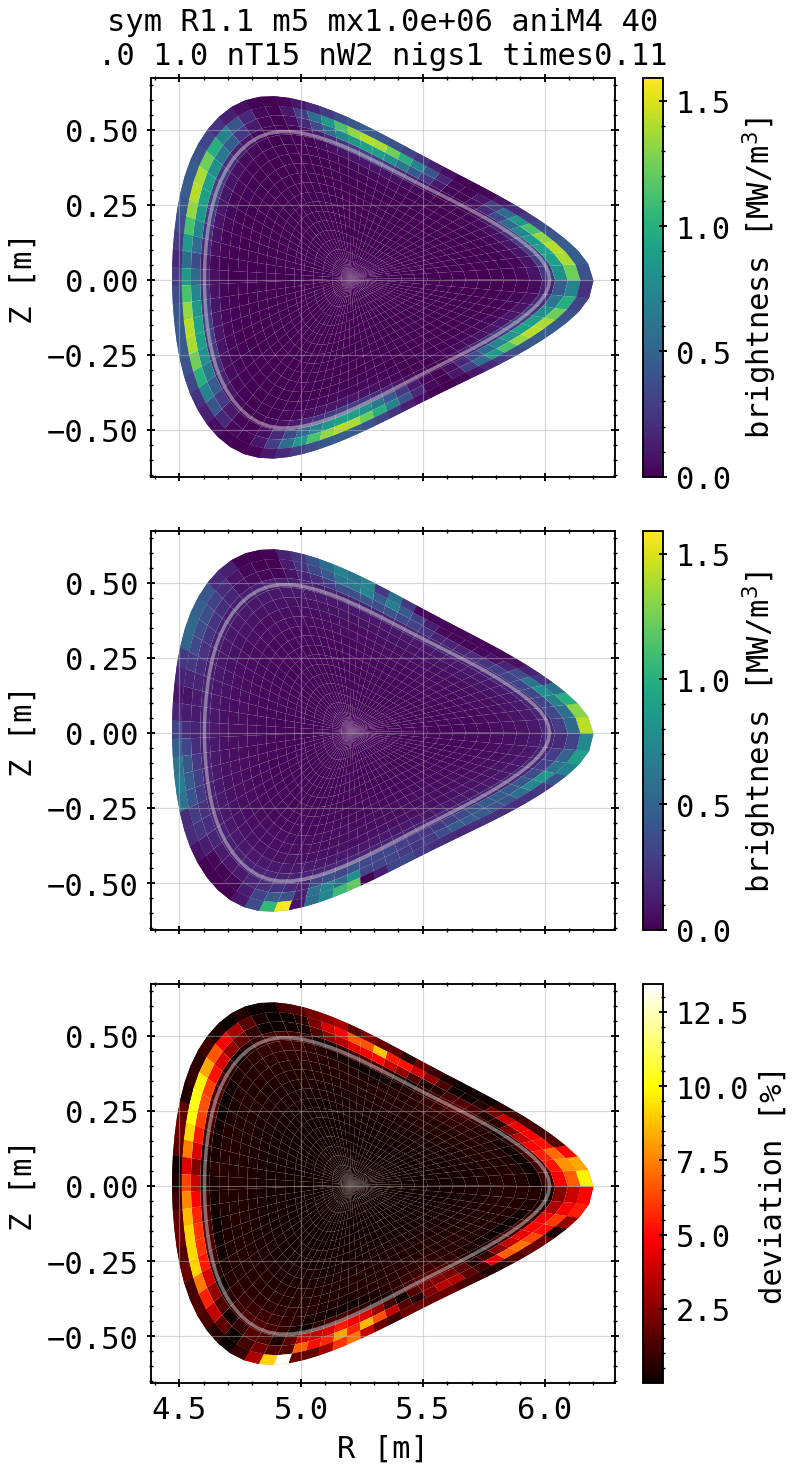 sym R1.1 m5 mx1.0e+06 aniM4 40
.0 1.0 nT15 nW2 nigs1 times0.11
0.50
0.25
0.00
−0.25
−0.50
Z [m]
1.5
1.0
0.5
0.0
brightness [MW/m³]
0.50
0.25
0.00
−0.25
−0.50
Z [m]
1.5
1.0
0.5
0.0
brightness [MW/m³]
0.50
0.25
0.00
−0.25
−0.50
Z [m]
12.5
10.0
7.5
5.0
2.5
deviation [%]
4.5 5.0 5.5 6.0
R [m]